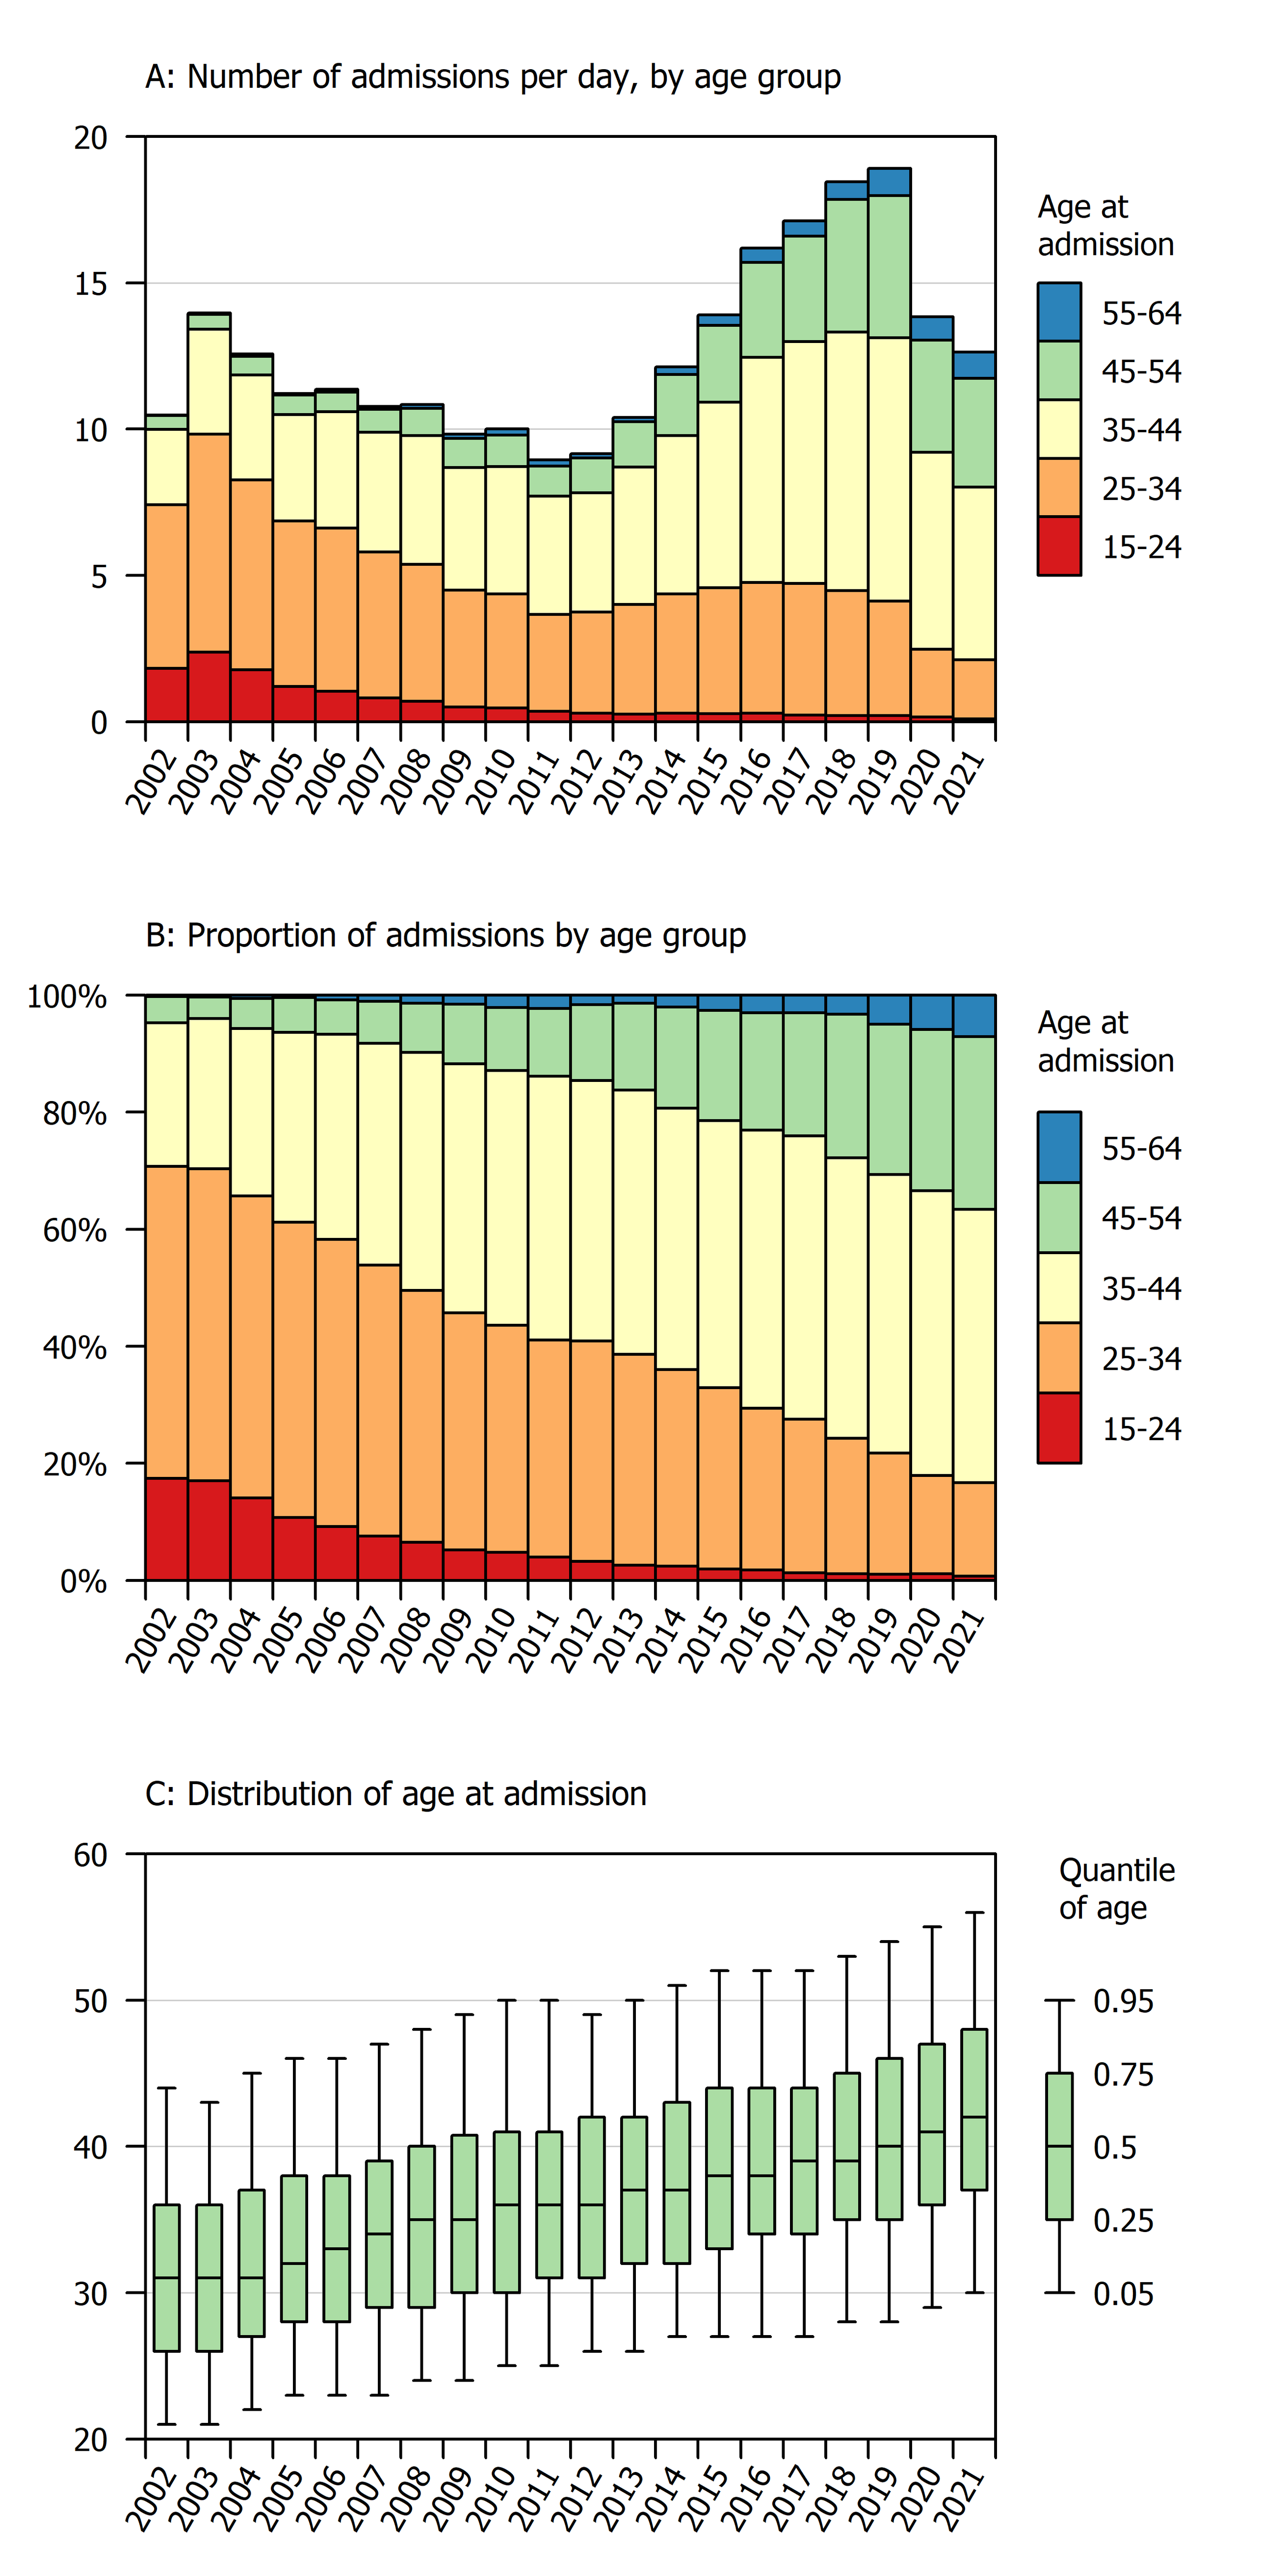 A: Number of admissions per day, by age group
20
15
10
5
0
2002 2003 2004 2005 2006 2007 2008 2009 2010 2011 2012 2013 2014 2015 2016 2017 2018 2019 2020 2021
Age at
admission
55-64
45-54
35-44
25-34
15-24
B: Proportion of admissions by age group
100%
80%
60%
40%
20%
0%
2002 2003 2004 2005 2006 2007 2008 2009 2010 2011 2012 2013 2014 2015 2016 2017 2018 2019 2020 2021
Age at
admission
55-64
45-54
35-44
25-34
15-24
C: Distribution of age at admission
60
50
40
30
20
2002 2003 2004 2005 2006 2007 2008 2009 2010 2011 2012 2013 2014 2015 2016 2017 2018 2019 2020 2021
Quantile
of age
0.95
0.75
0.5
0.25
0.05